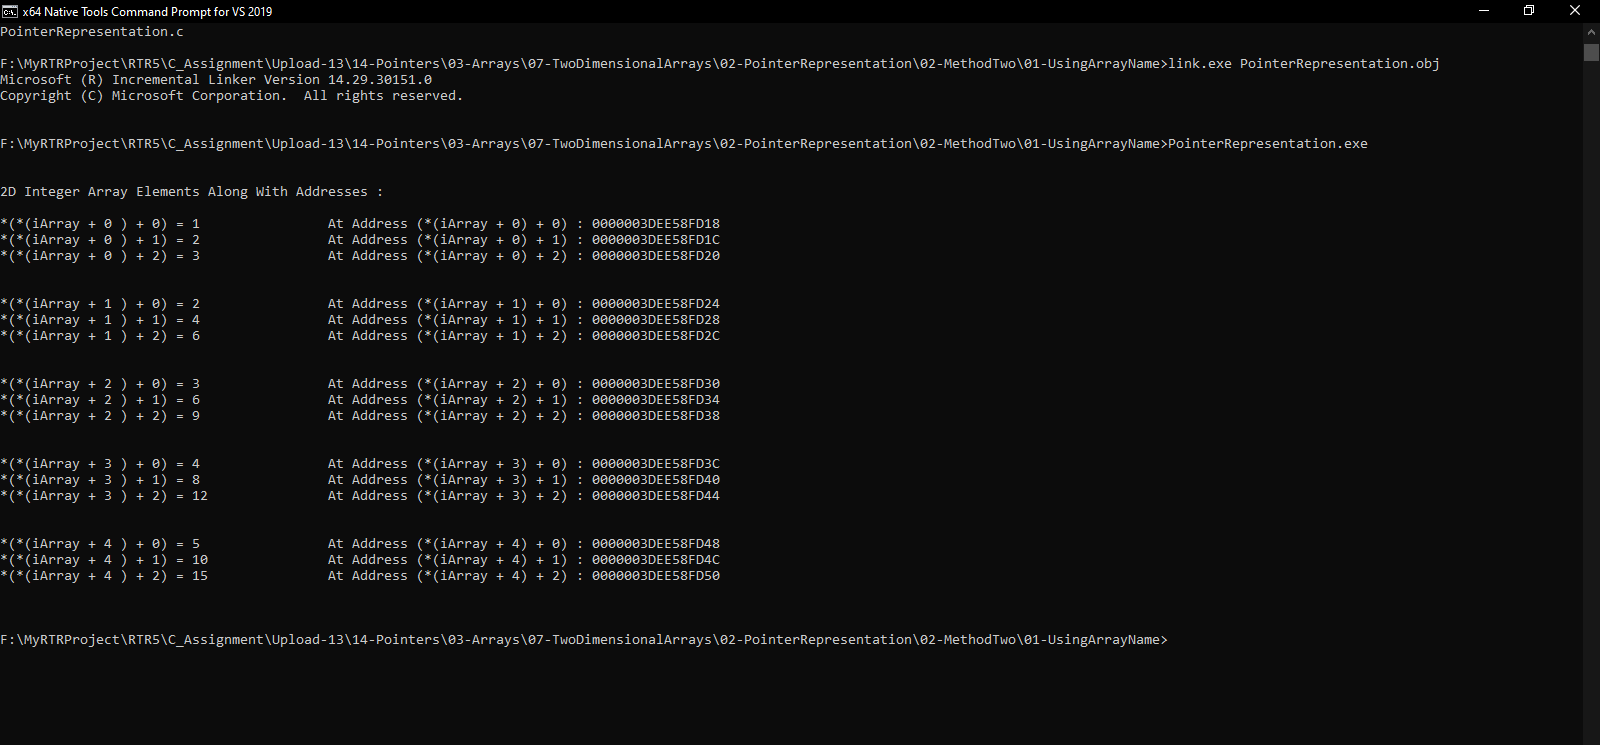 x64 Native Tools Command Prompt for VS 2019
PointerRepresentation.c
F:\MyRTRProject\RTR5\C_Assignment\Upload-13\14-Pointers\03-Arrays\07-TwoDimensionalArrays\02-PointerRepresentation\02-MethodTwo\01-UsingArrayName>link.exe PointerRepresentation.obj
Microsoft (R) Incremental Linker Version 14.29.30151.0
Copyright (C) Microsoft Corporation.  All rights reserved.
F:\MyRTRProject\RTR5\C_Assignment\Upload-13\14-Pointers\03-Arrays\07-TwoDimensionalArrays\02-PointerRepresentation\02-MethodTwo\01-UsingArrayName>PointerRepresentation.exe
2D Integer Array Elements Along With Addresses :
*(*(iArray + 0 ) + 0) = 1                At Address (*(iArray + 0) + 0) : 0000003DEE58FD18
*(*(iArray + 0 ) + 1) = 2                At Address (*(iArray + 0) + 1) : 0000003DEE58FD1C
*(*(iArray + 0 ) + 2) = 3                At Address (*(iArray + 0) + 2) : 0000003DEE58FD20
*(*(iArray + 1 ) + 0) = 2                At Address (*(iArray + 1) + 0) : 0000003DEE58FD24
*(*(iArray + 1 ) + 1) = 4                At Address (*(iArray + 1) + 1) : 0000003DEE58FD28
*(*(iArray + 1 ) + 2) = 6                At Address (*(iArray + 1) + 2) : 0000003DEE58FD2C
*(*(iArray + 2 ) + 0) = 3                At Address (*(iArray + 2) + 0) : 0000003DEE58FD30
*(*(iArray + 2 ) + 1) = 6                At Address (*(iArray + 2) + 1) : 0000003DEE58FD34
*(*(iArray + 2 ) + 2) = 9                At Address (*(iArray + 2) + 2) : 0000003DEE58FD38
*(*(iArray + 3 ) + 0) = 4                At Address (*(iArray + 3) + 0) : 0000003DEE58FD3C
*(*(iArray + 3 ) + 1) = 8                At Address (*(iArray + 3) + 1) : 0000003DEE58FD40
*(*(iArray + 3 ) + 2) = 12               At Address (*(iArray + 3) + 2) : 0000003DEE58FD44
*(*(iArray + 4 ) + 0) = 5                At Address (*(iArray + 4) + 0) : 0000003DEE58FD48
*(*(iArray + 4 ) + 1) = 10               At Address (*(iArray + 4) + 1) : 0000003DEE58FD4C
*(*(iArray + 4 ) + 2) = 15               At Address (*(iArray + 4) + 2) : 0000003DEE58FD50
F:\MyRTRProject\RTR5\C_Assignment\Upload-13\14-Pointers\03-Arrays\07-TwoDimensionalArrays\02-PointerRepresentation\02-MethodTwo\01-UsingArrayName>